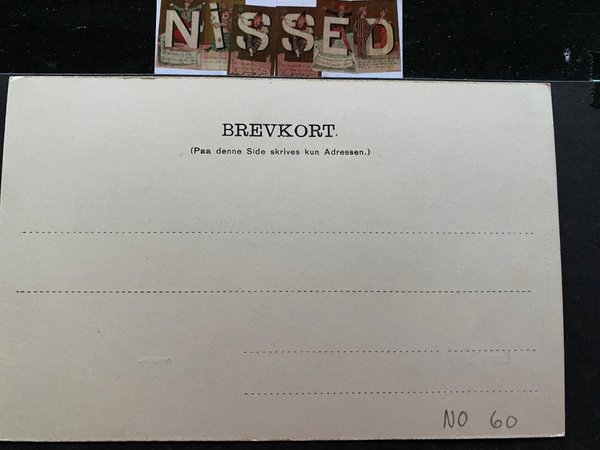 NISSED
BREVKORT.
(Paa denne Side skrives kun Adressen.)
NO 60